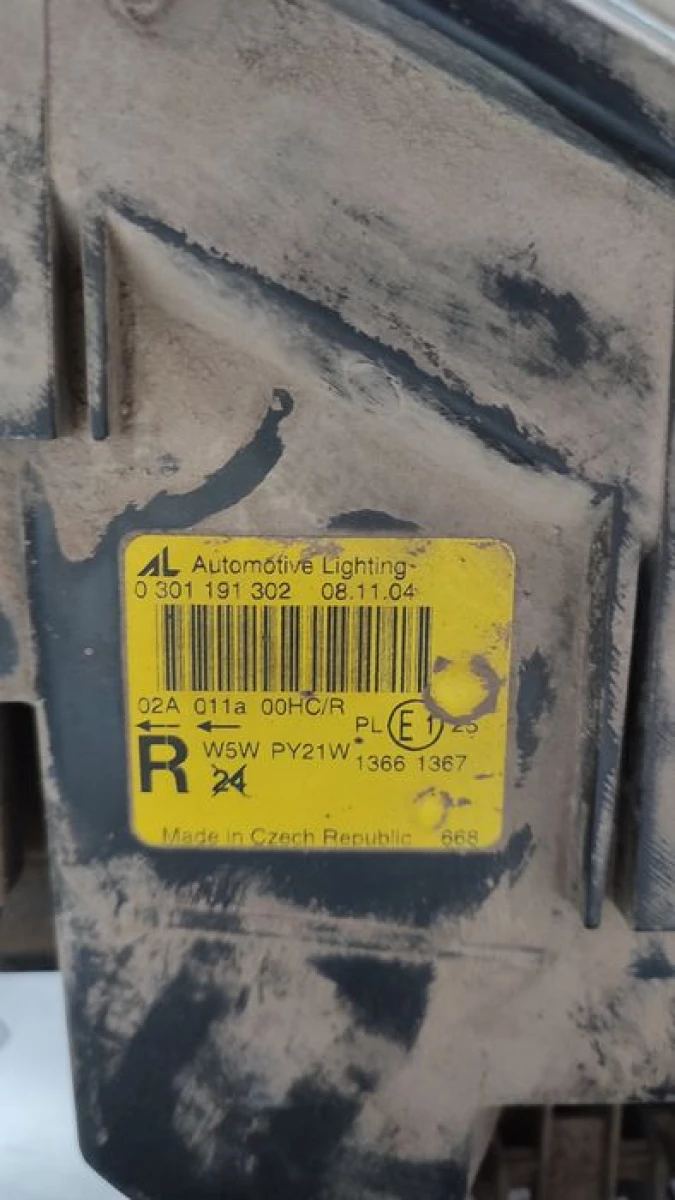 AL Automotive Lighting
0 301 191 302 08.11.04
02A 011a 00HC/R
PL E1
R W5W PY21W 1366 1367
24
Made in Czech Republic 668